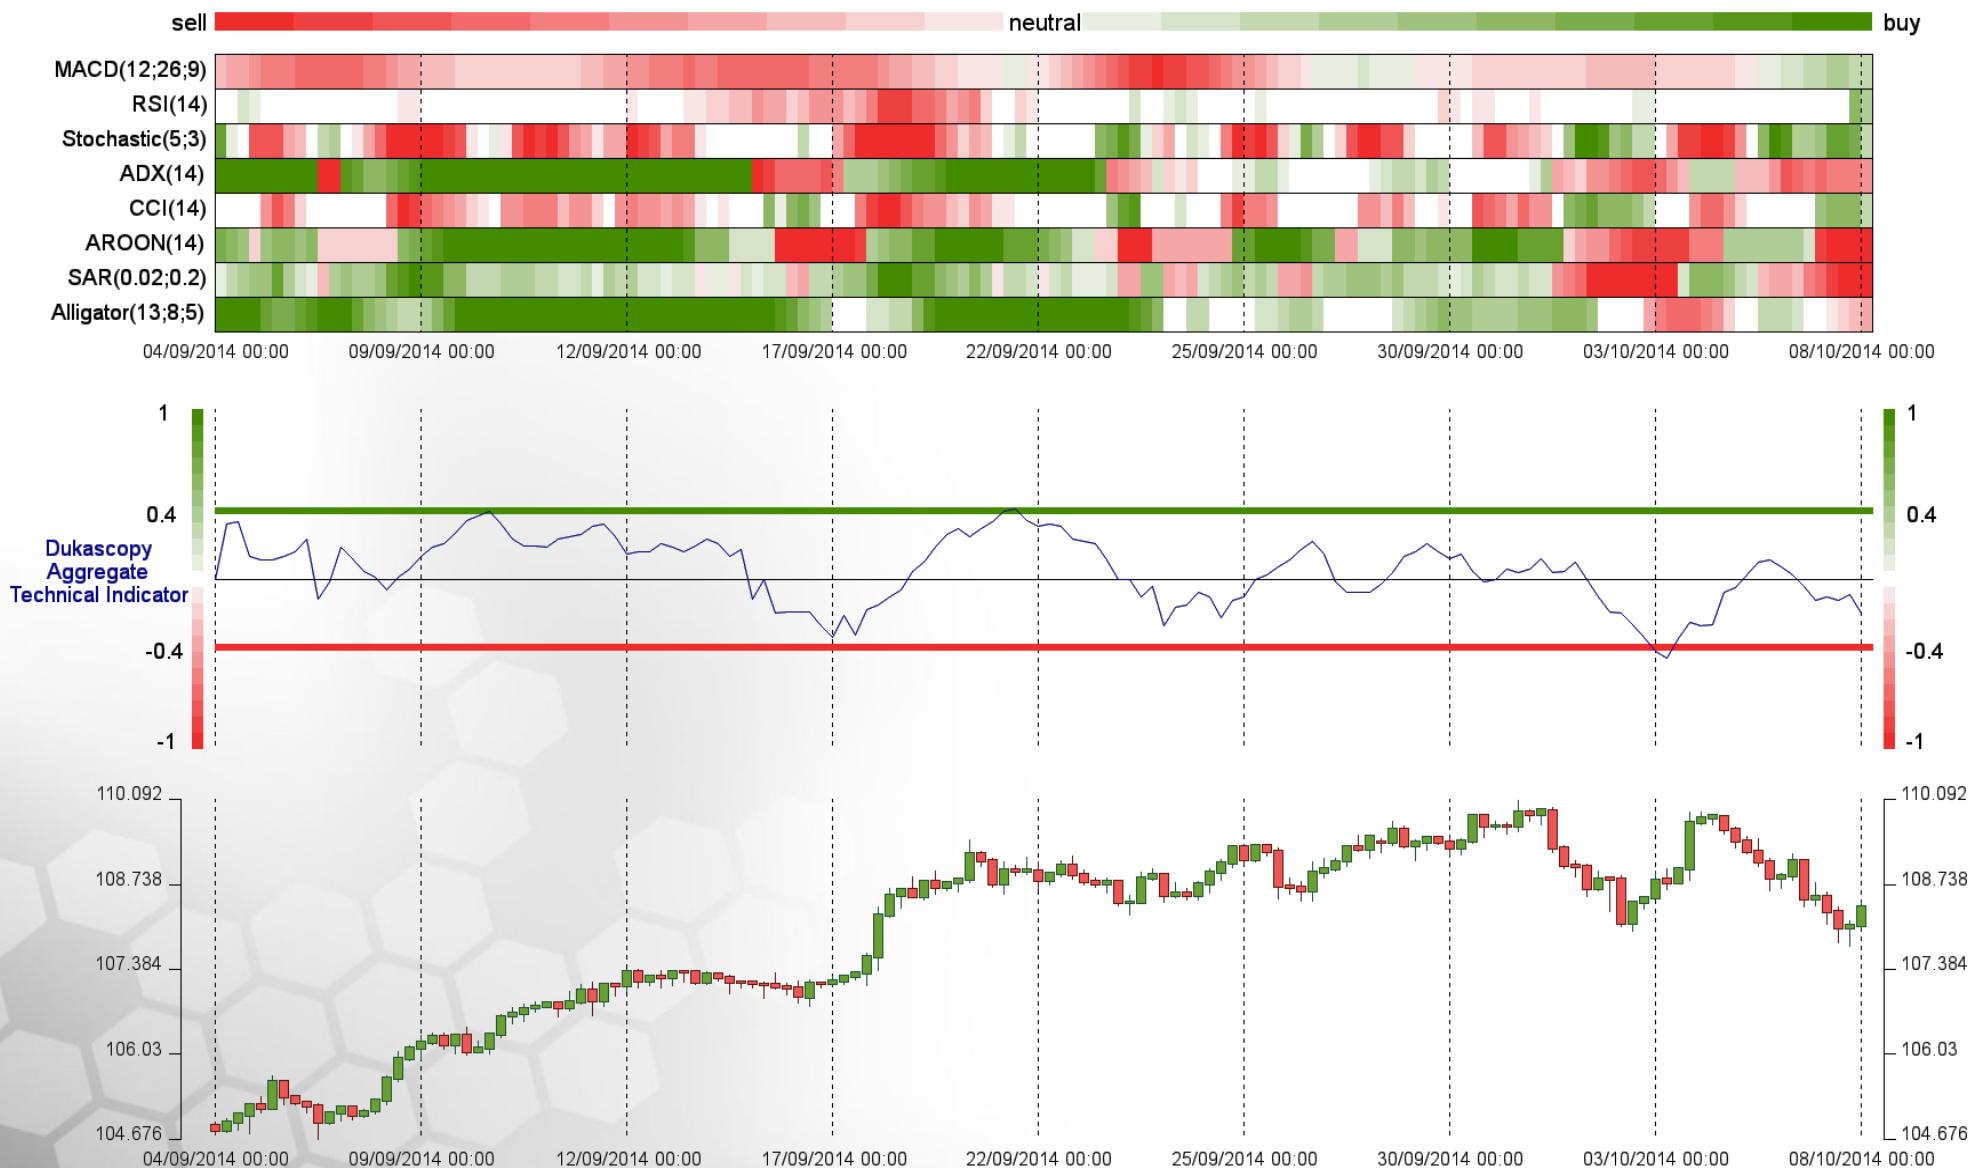 sell neutral buy
MACD(12;26;9)
RSI(14)
Stochastic(5;3)
ADX(14)
CCI(14)
AROON(14)
SAR(0.02;0.2)
Alligator(13;8;5)
04/09/2014 00:00 09/09/2014 00:00 12/09/2014 00:00 17/09/2014 00:00 22/09/2014 00:00 25/09/2014 00:00 30/09/2014 00:00 03/10/2014 00:00 08/10/2014 00:00
1 1
0.4 0.4
Dukascopy
Aggregate
Technical Indicator
-0.4 -0.4
-1 -1
110.092 110.092
108.738 108.738
107.384 107.384
106.03 106.03
104.676 104.676
04/09/2014 00:00 09/09/2014 00:00 12/09/2014 00:00 17/09/2014 00:00 22/09/2014 00:00 25/09/2014 00:00 30/09/2014 00:00 03/10/2014 00:00 08/10/2014 00:00